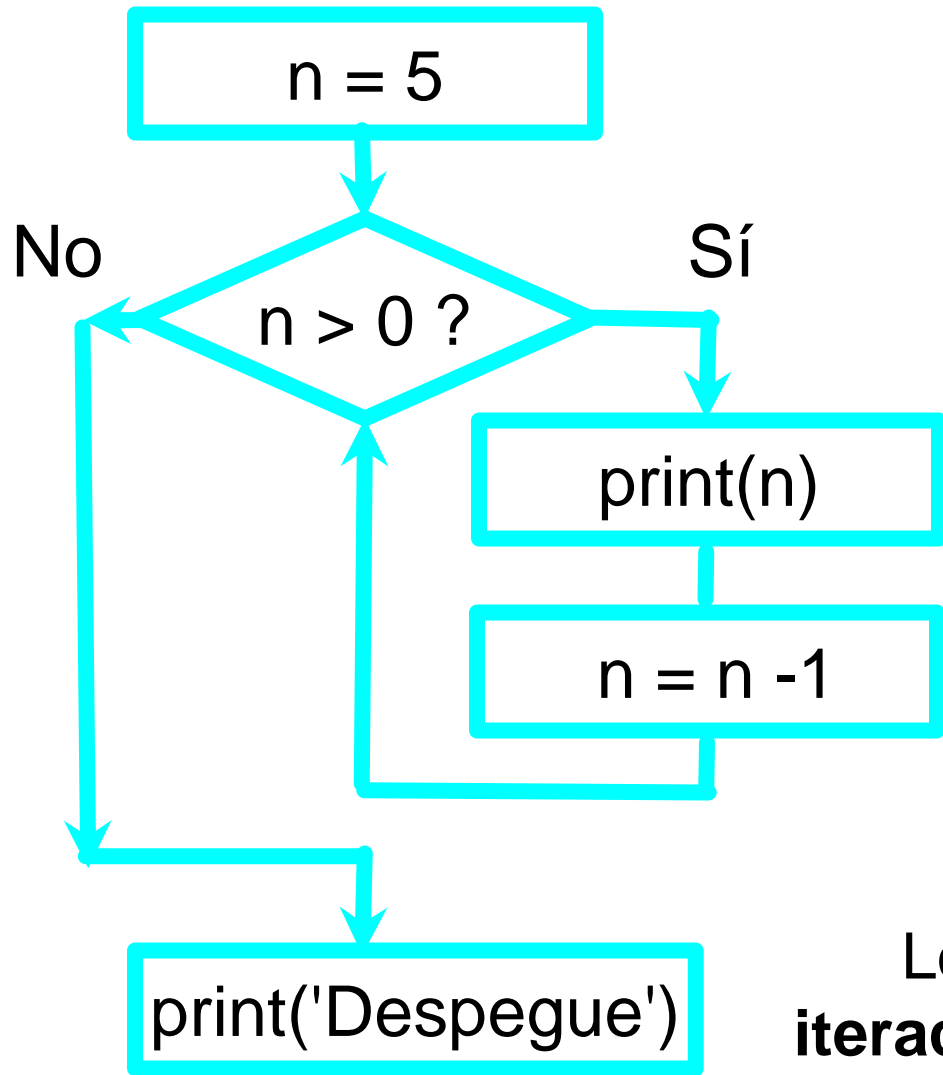 n = 5
No
Sí
n > 0 ?
print(n)
n = n -1
print('Despegue')